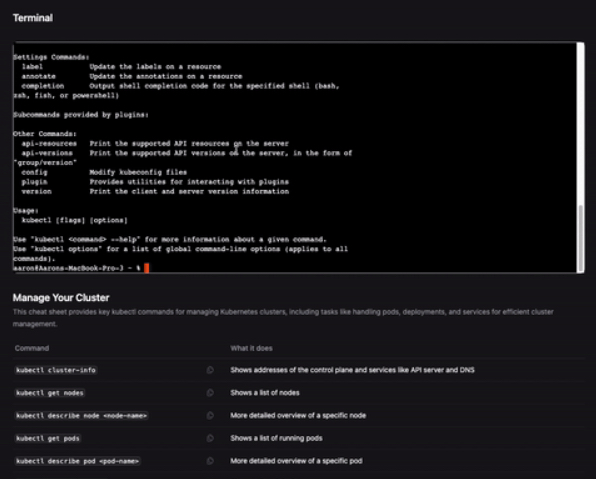 Terminal
Settings Commands:
label Update the labels on a resource
annotate Update the annotations on a resource
completion Output shell completion code for the specified shell (bash,
zsh, fish, or powershell)
Subcommands provided by plugins:
Other Commands:
api-resources Print the supported API resources on the server
api-versions Print the supported API versions on the server, in the form of
"group/version"
config Modify kubeconfig files
plugin Provides utilities for interacting with plugins
version Print the client and server version information
Usage:
kubectl [flags] [options]
Use "kubectl <command> --help" for more information about a given command.
Use "kubectl options" for a list of global command-line options (applies to all
commands).
aaron@Aarons-MacBook-Pro-3 ~ %
Manage Your Cluster
This cheat sheet provides key kubectl commands for managing Kubernetes clusters, including tasks like handling pods, deployments, and services for efficient cluster
management.
Command What it does
kubectl cluster-info Shows addresses of the control plane and services like API server and DNS
kubectl get nodes Shows a list of nodes
kubectl describe node <node-name> More detailed overview of a specific node
kubectl get pods Shows a list of running pods
kubectl describe pod <pod-name> More detailed overview of a specific pod